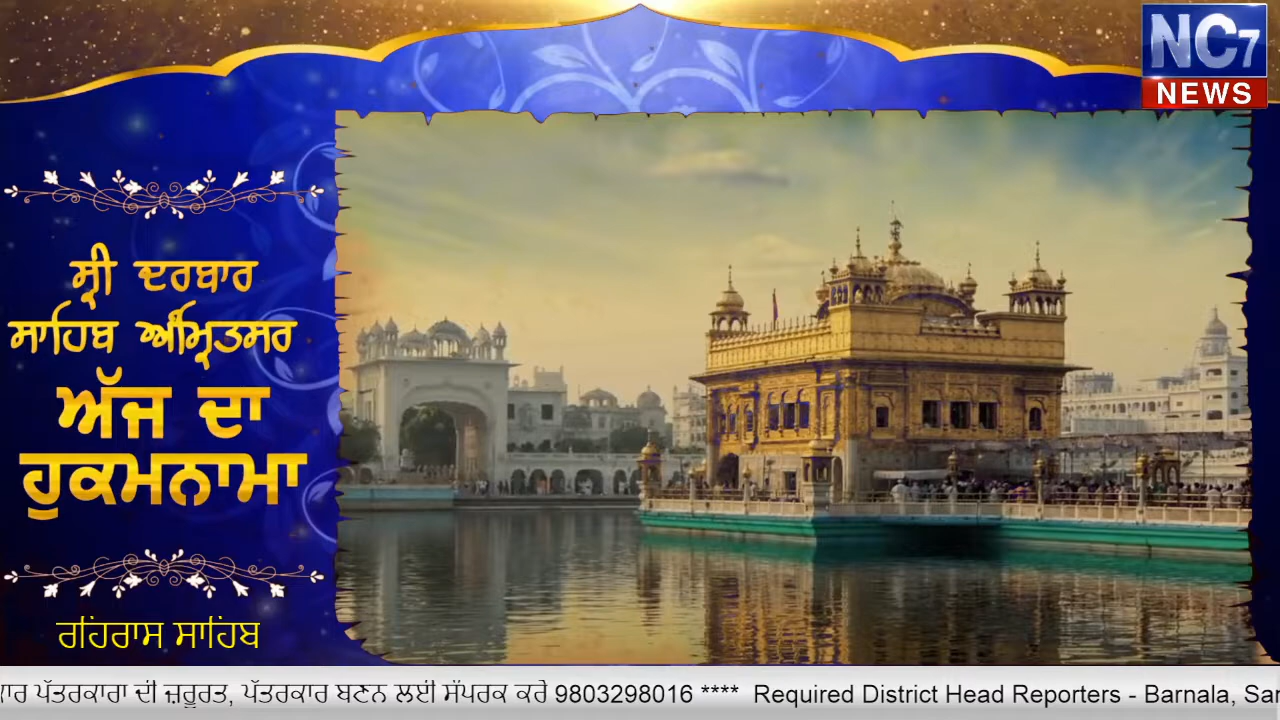 NC7
NEWS
ਸ੍ਰੀ ਦਰਬਾਰ
ਸਾਹਿਬ ਅੰਮ੍ਰਿਤਸਰ
ਅੱਜ ਦਾ
ਹੁਕਮਨਾਮਾ
ਰਹਿਰਾਸ ਸਾਹਿਬ
ਪੱਤਰਕਾਰਾ ਦੀ ਜ਼ਰੂਰਤ, ਪੱਤਰਕਾਰ ਬਣਨ ਲਈ ਸੰਪਰਕ ਕਰੋ 9803298016 **** Required District Head Reporters - Barnala,